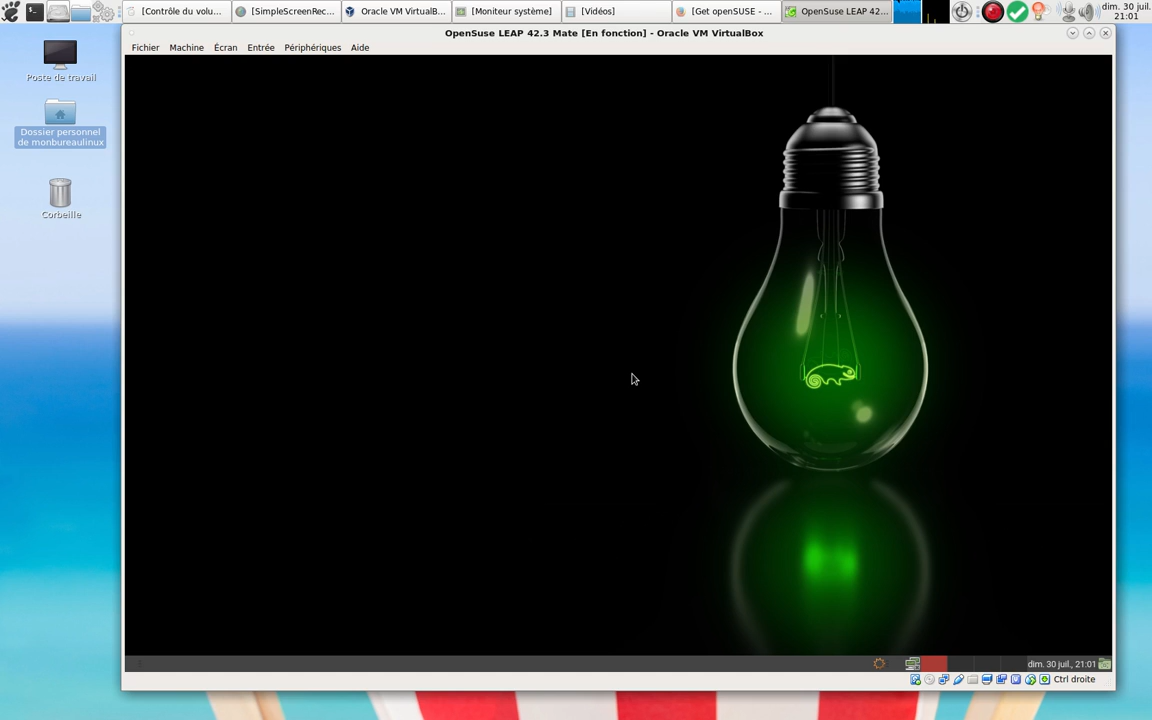 [Contrôle du volu...
[SimpleScreenRec...
Oracle VM VirtualB...
[Moniteur système]
[Vidéos]
[Get openSUSE - ...
OpenSuse LEAP 42...
dim. 30 juil.
21:01
OpenSuse LEAP 42.3 Mate [En fonction] - Oracle VM VirtualBox
Fichier Machine Écran Entrée Périphériques Aide
Poste de travail
Dossier personnel
de monbureaulinux
Corbeille
dim. 30 juil., 21:01
Ctrl droite